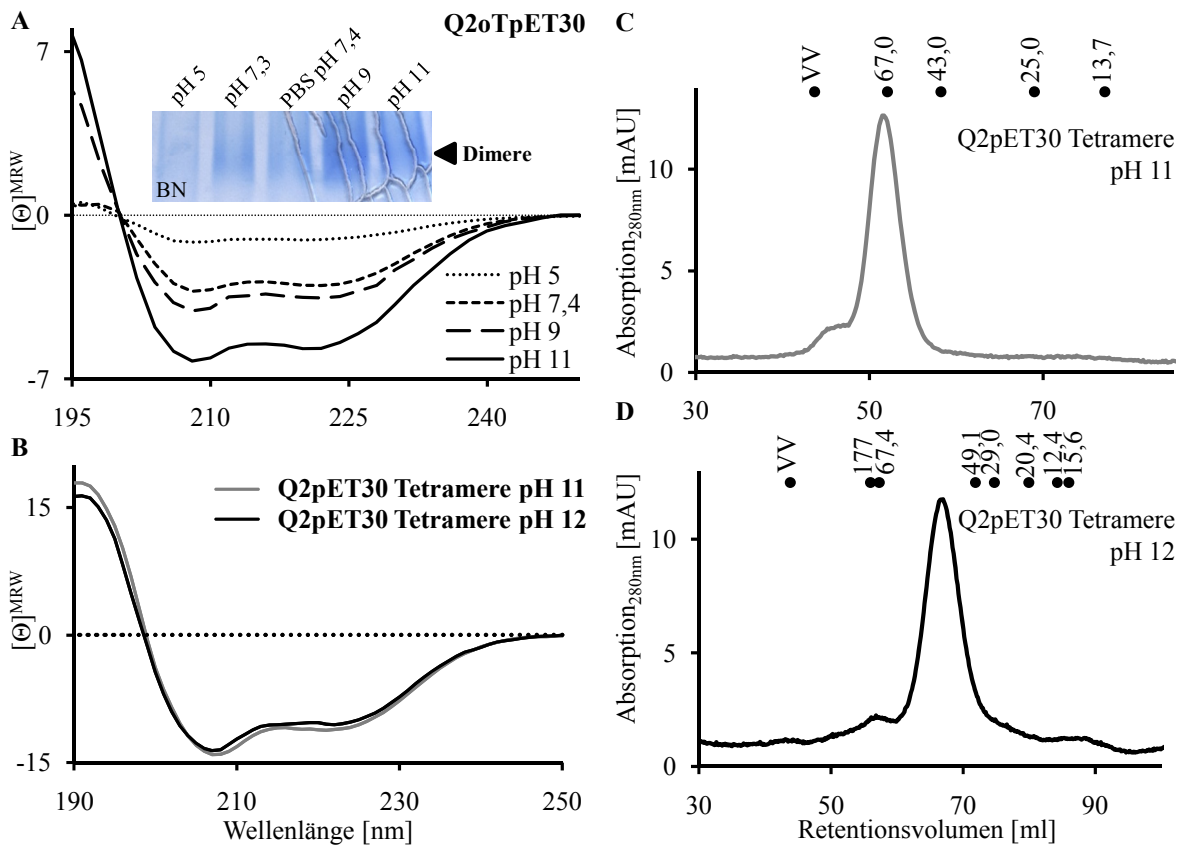 A
Q2oTpET30
7
0
-7
[Θ]MRW
pH 5
pH 7,3
PBS pH 7,4
pH 9
pH 11
BN
Dimere
pH 5
pH 7,4
pH 9
pH 11
195
210
225
240
B
15
0
-15
[Θ]MRW
Q2pET30 Tetramere pH 11
Q2pET30 Tetramere pH 12
190
210
230
250
Wellenlänge [nm]
C
VV
67,0
43,0
25,0
13,7
Q2pET30 Tetramere
pH 11
Absorption280nm [mAU]
10
5
0
30
50
70
D
VV
177
67,4
49,1
29,0
20,4
12,4
15,6
Q2pET30 Tetramere
pH 12
Absorption280nm [mAU]
10
5
0
30
50
70
90
Retentionsvolumen [ml]